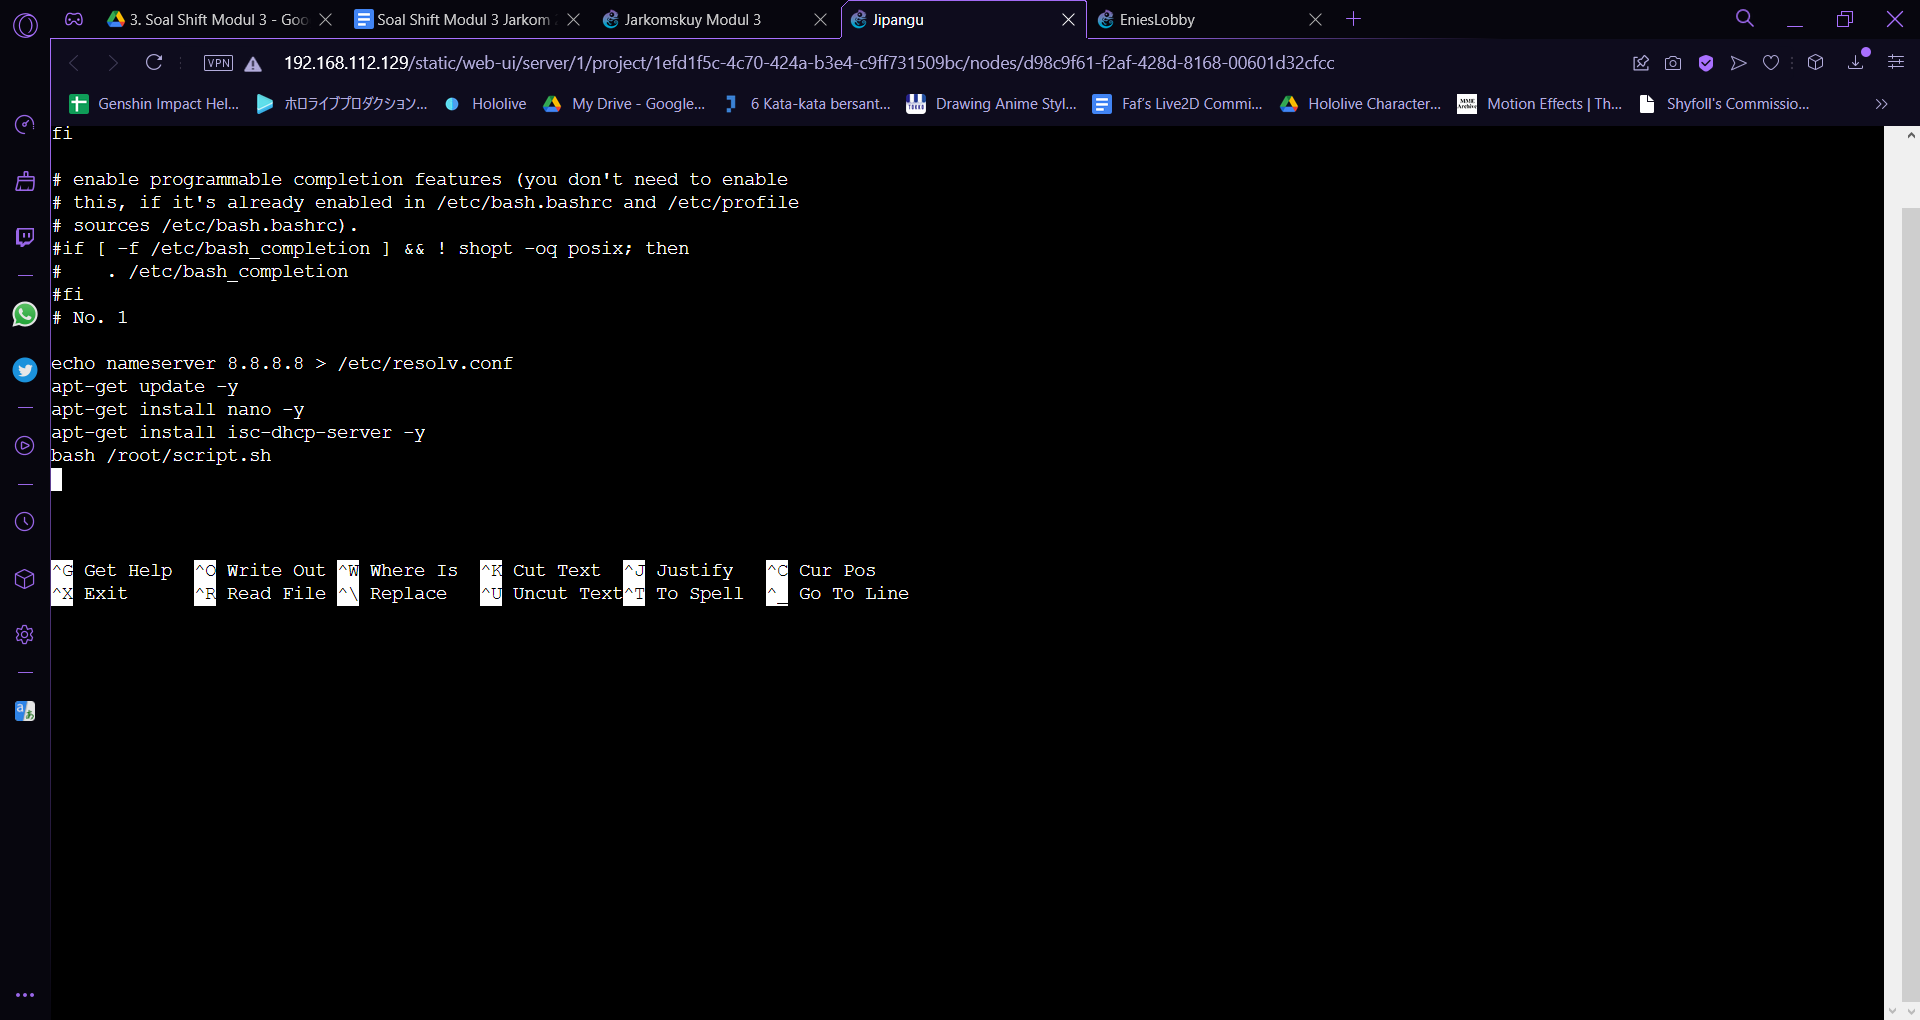 3. Soal Shift Modul 3 - Goo
Soal Shift Modul 3 Jarkom
Jarkomskuy Modul 3
Jipangu
EniesLobby
VPN
192.168.112.129/static/web-ui/server/1/project/1efd1f5c-4c70-424a-b3e4-c9ff731509bc/nodes/d98c9f61-f2af-428d-8168-00601d32cfcc
Genshin Impact Hel...
ホロライブプロダクション...
Hololive
My Drive - Google...
6 Kata-kata bersant...
Drawing Anime Styl...
Faf's Live2D Commi...
Hololive Character...
Motion Effects | Th...
Shyfoll's Commissio...
fi
# enable programmable completion features (you don't need to enable
# this, if it's already enabled in /etc/bash.bashrc and /etc/profile
# sources /etc/bash.bashrc).
#if [ -f /etc/bash_completion ] && ! shopt -oq posix; then
#    . /etc/bash_completion
#fi
# No. 1
echo nameserver 8.8.8.8 > /etc/resolv.conf
apt-get update -y
apt-get install nano -y
apt-get install isc-dhcp-server -y
bash /root/script.sh
^G Get Help  ^O Write Out ^W Where Is  ^K Cut Text  ^J Justify   ^C Cur Pos
^X Exit      ^R Read File ^\ Replace   ^U Uncut Text^T To Spell  ^_ Go To Line